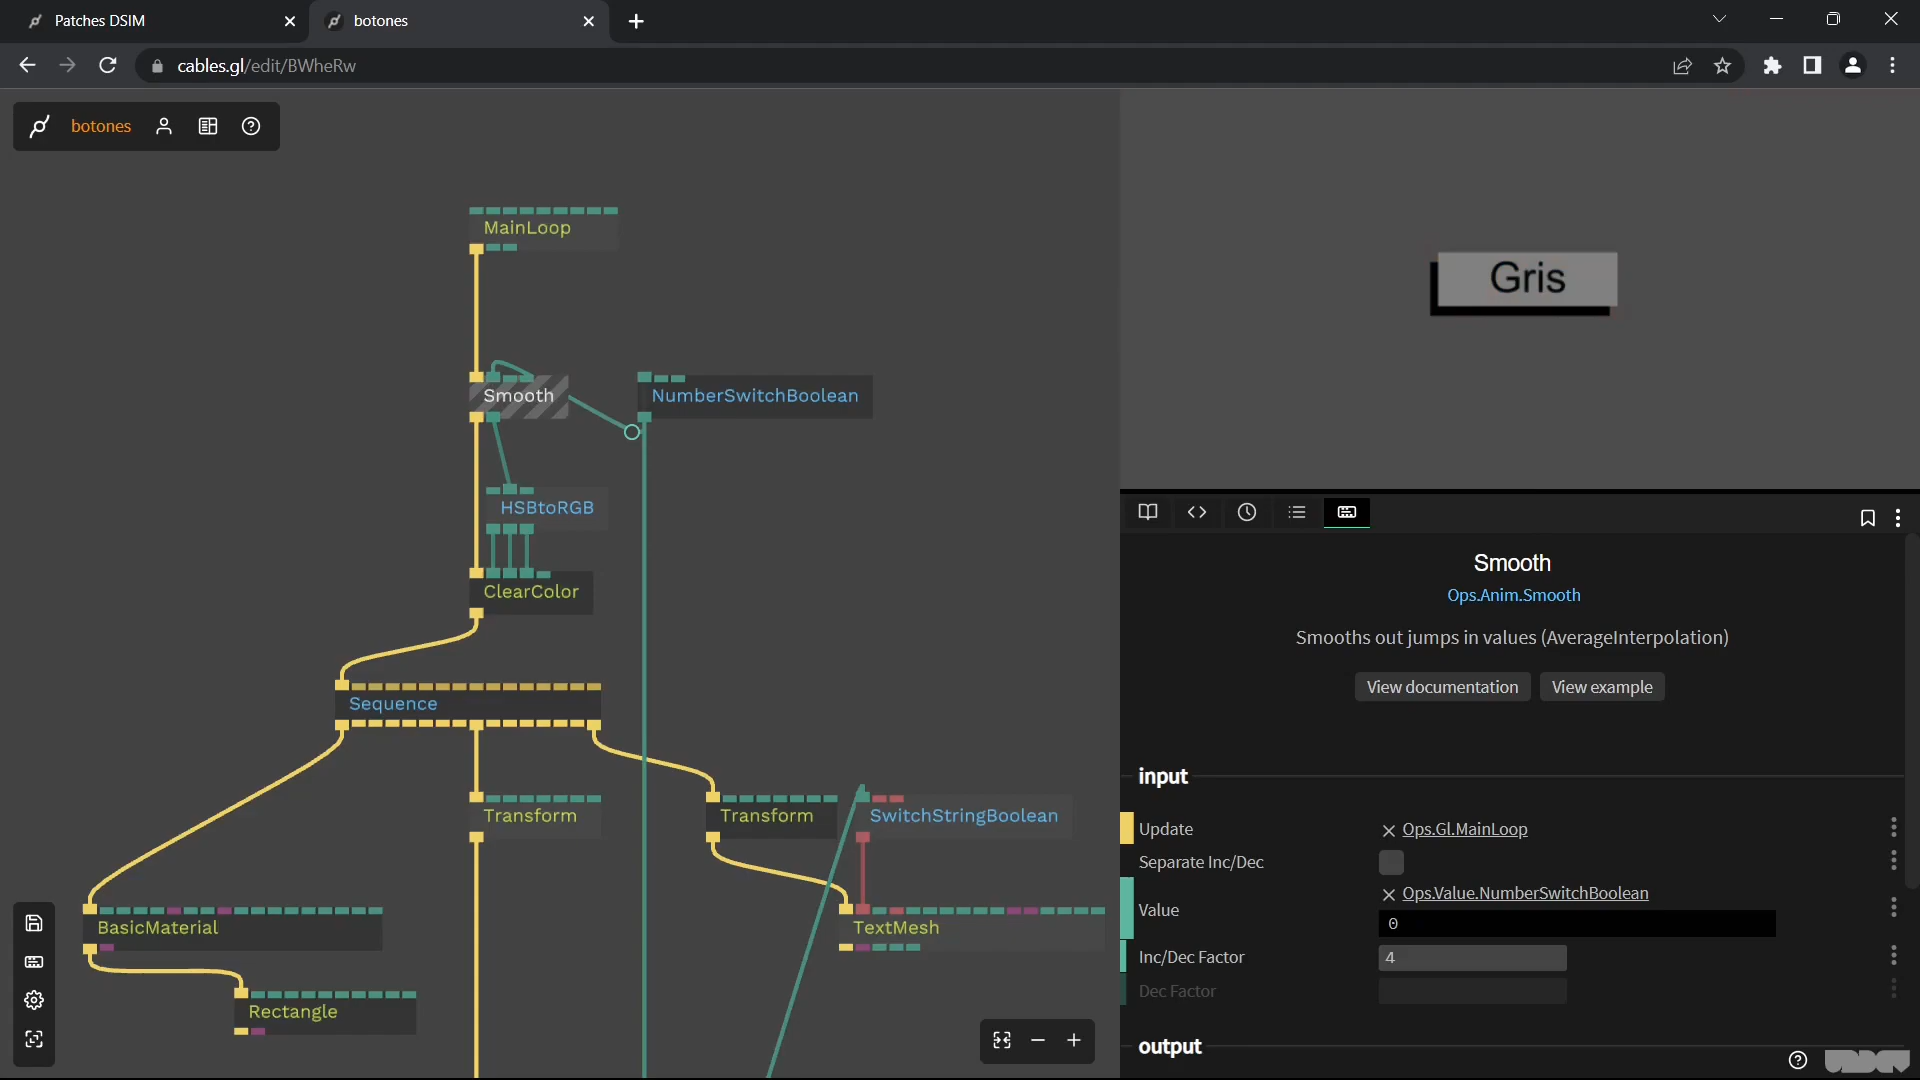 Patches DSIM
botones
cables.gl/edit/BWheRw
botones
MainLoop
Smooth
NumberSwitchBoolean
HSBtoRGB
ClearColor
Sequence
Transform
Transform
SwitchStringBoolean
BasicMaterial
TextMesh
Rectangle
Gris
Smooth
Ops.Anim.Smooth
Smooths out jumps in values (AverageInterpolation)
View documentation
View example
input
Update
Ops.Gl.MainLoop
Separate Inc/Dec
Value
Ops.Value.NumberSwitchBoolean
0
Inc/Dec Factor
4
Dec Factor
output